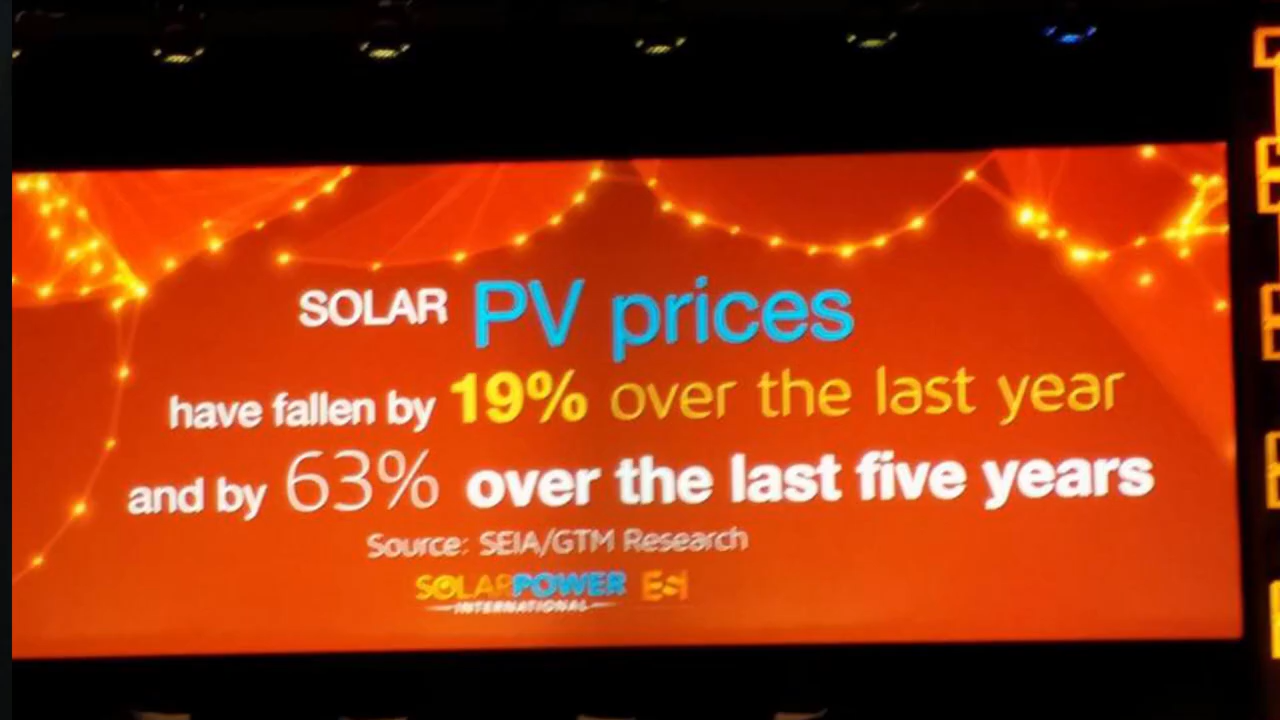 SOLAR PV prices
have fallen by 19% over the last year
and by 63% over the last five years
Source: SEIA/GTM Research
SOLARPOWER ESI
INTERNATIONAL